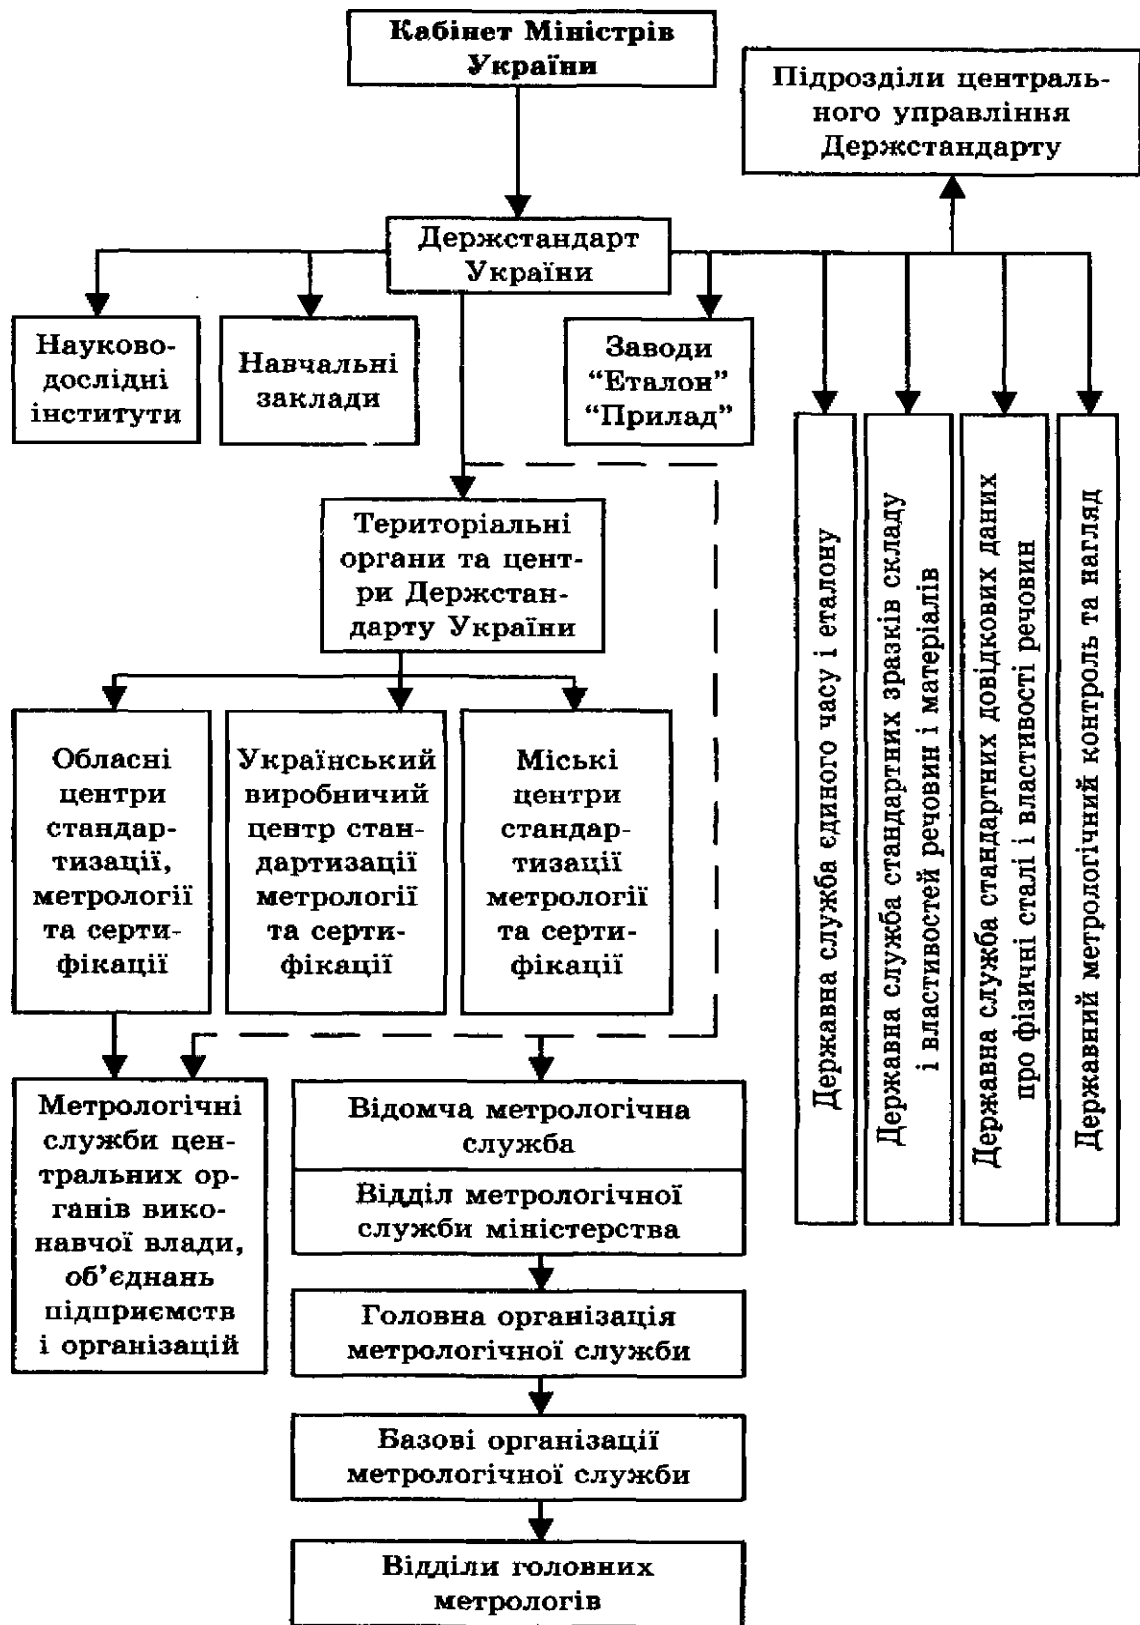 Кабінет Міністрів
України
Підрозділи централь-
ного управління
Держстандарту
Держстандарт
України
Науково-
дослідні
інститути
Навчальні
заклади
Заводи
“Еталон”
“Прилад”
Державна служба єдиного часу і еталону
Державна служба стандартних зразків складу
і властивостей речовин і матеріалів
Державна служба стандартних довідкових даних
про фізичні сталі і властивості речовин
Державний метрологічний контроль та нагляд
Територіальні
органи та цент-
ри Держстан-
дарту України
Обласні
центри
стандар-
тизації,
метрології
та серти-
фікації
Український
виробничий
центр стан-
дартизації
метрології
та серти-
фікації
Міські
центри
стандар-
тизації
метрології
та серти-
фікації
Метрологічні
служби цен-
тральних ор-
ганів вико-
навчої влади,
об’єднань
підприємств
і організацій
Відомча метрологічна
служба
Відділ метрологічної
служби міністерства
Головна організація
метрологічної служби
Базові організації
метрологічної служби
Відділи головних
метрологів